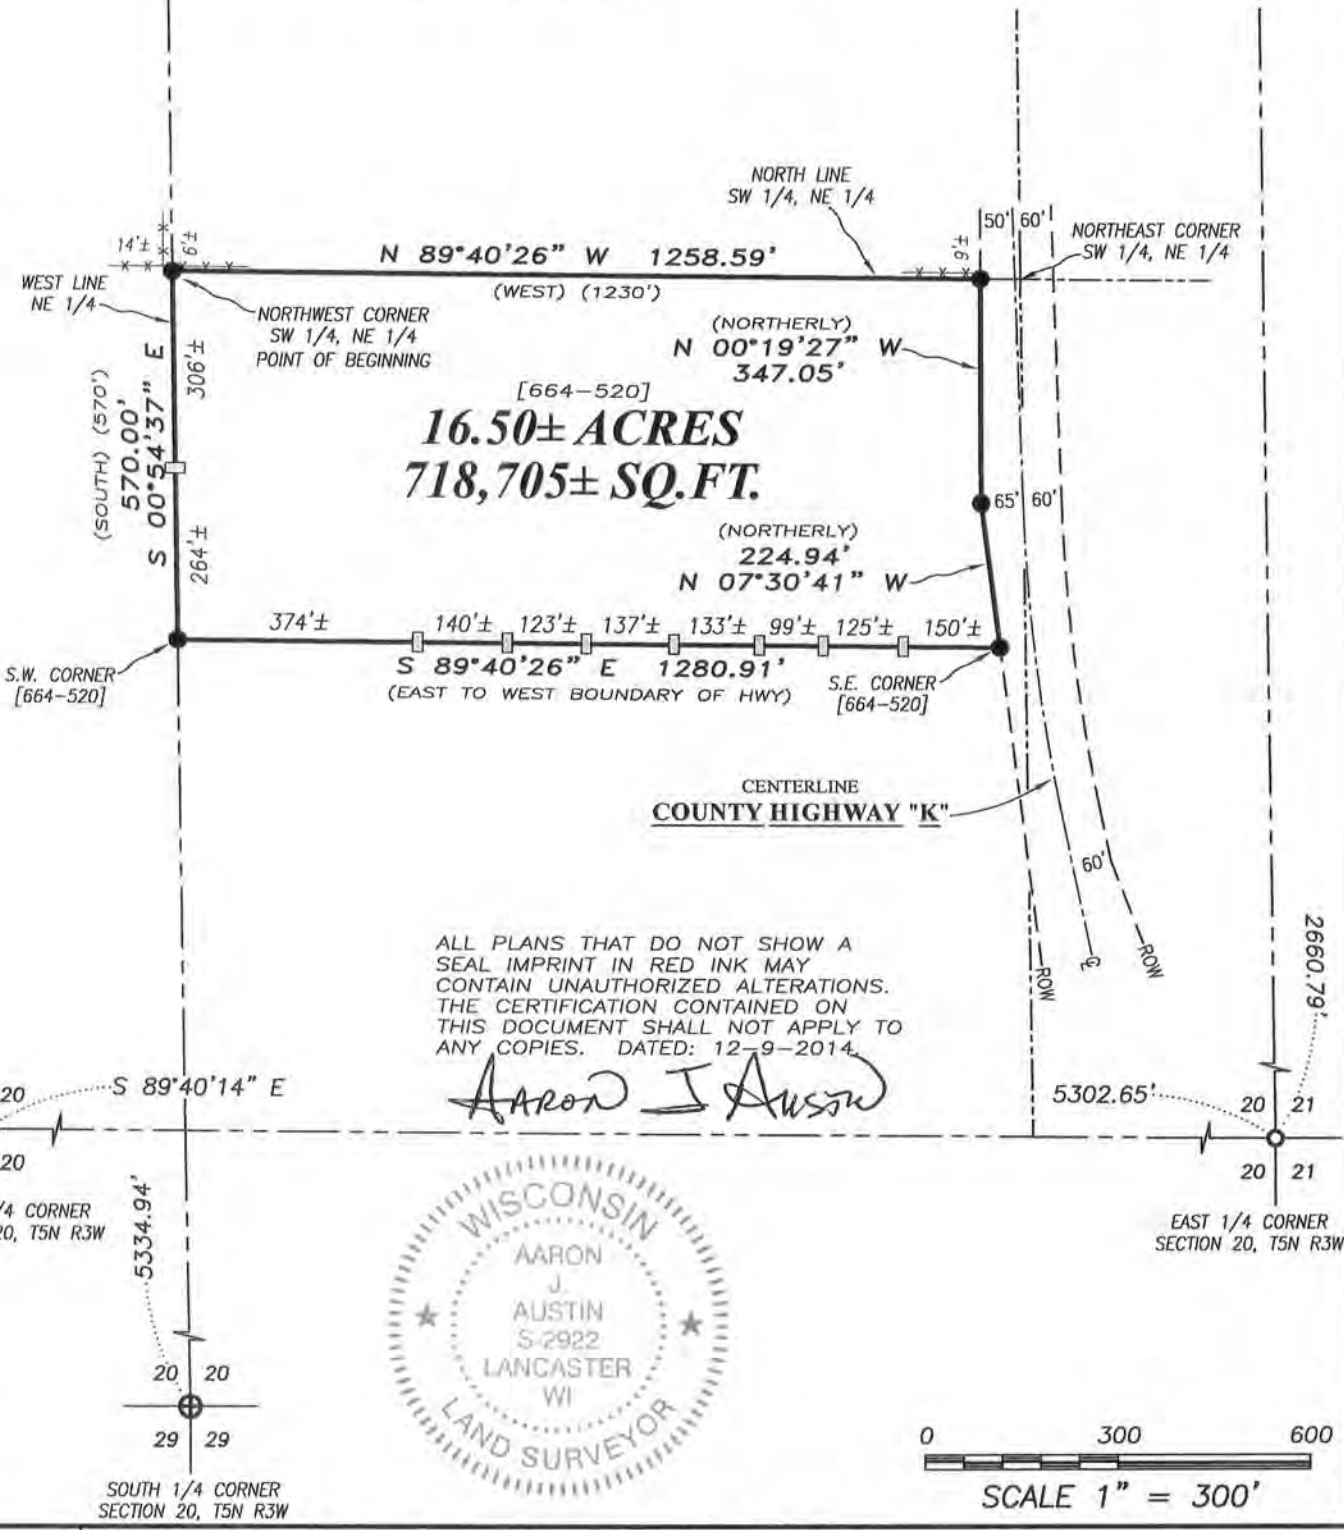 NORTH LINE
SW 1/4, NE 1/4
50' 60'
NORTHEAST CORNER
SW 1/4, NE 1/4
14'±
6'±
9'±
N 89°40'26" W 1258.59'
(WEST) (1230')
WEST LINE
NE 1/4
NORTHWEST CORNER
SW 1/4, NE 1/4
POINT OF BEGINNING
(NORTHERLY)
N 00°19'27" W
347.05'
(SOUTH) (570')
570.00'
S 00°54'37" E
306'±
264'±
[664-520]
16.50± ACRES
718,705± SQ.FT.
65' 60'
(NORTHERLY)
224.94'
N 07°30'41" W
374'± 140'± 123'± 137'± 133'± 99'± 125'± 150'±
S 89°40'26" E 1280.91'
(EAST TO WEST BOUNDARY OF HWY)
S.W. CORNER
[664-520]
S.E. CORNER
[664-520]
CENTERLINE
COUNTY HIGHWAY "K"
60'
ROW
CL
ROW
2660.79'
ALL PLANS THAT DO NOT SHOW A
SEAL IMPRINT IN RED INK MAY
CONTAIN UNAUTHORIZED ALTERATIONS.
THE CERTIFICATION CONTAINED ON
THIS DOCUMENT SHALL NOT APPLY TO
ANY COPIES. DATED: 12-9-2014
AARON J AUSTIN
20
S 89°40'14" E
5302.65'
20 21
20
20 21
/4 CORNER
20, T5N R3W
5334.94'
EAST 1/4 CORNER
SECTION 20, T5N R3W
WISCONSIN
AARON
J.
AUSTIN
S-2922
LANCASTER
WI
LAND SURVEYOR
20 20
29 29
SOUTH 1/4 CORNER
SECTION 20, T5N R3W
0 300 600
SCALE 1" = 300'